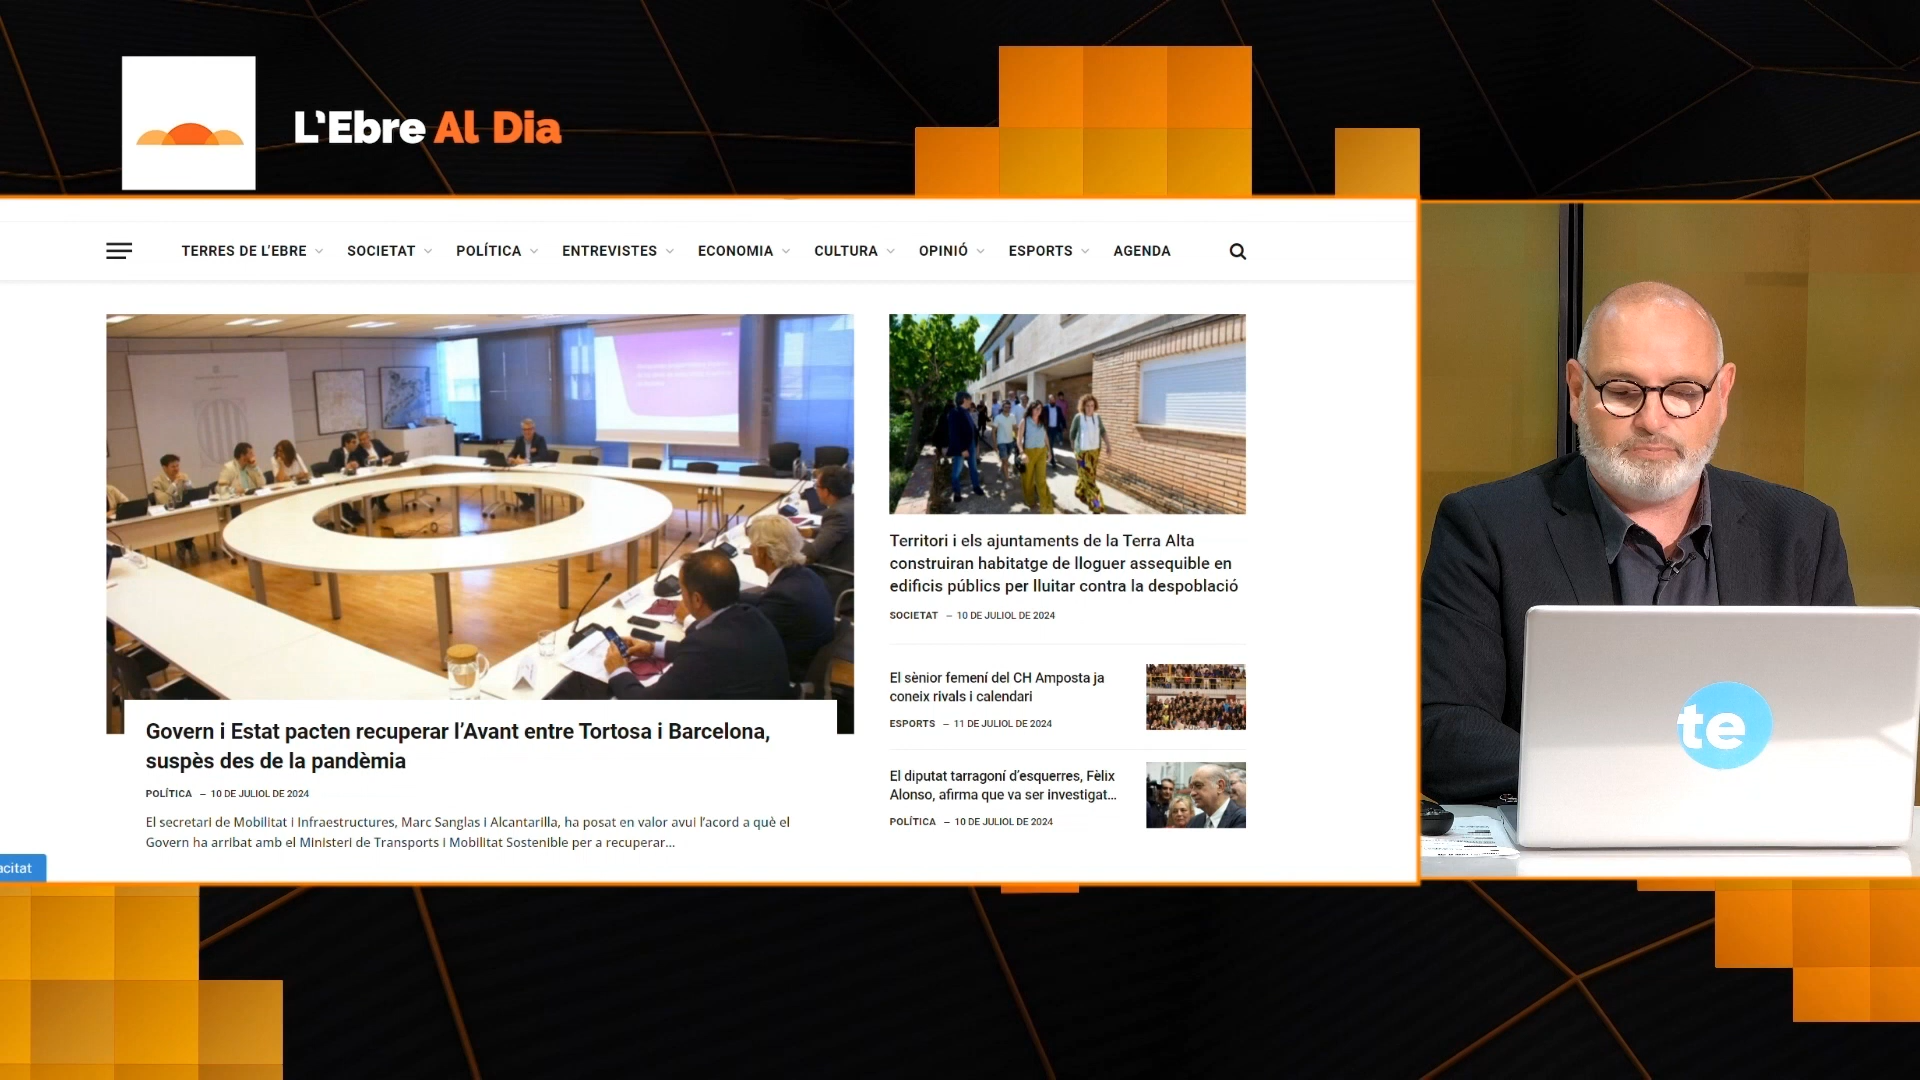 L'Ebre Al Dia
TERRES DE L'EBRE SOCIETAT POLÍTICA ENTREVISTES ECONOMIA CULTURA OPINIÓ ESPORTS AGENDA
Govern i Estat pacten recuperar l'Avant entre Tortosa i Barcelona,
suspès des de la pandèmia
POLÍTICA – 10 DE JULIOL DE 2024
El secretari de Mobilitat i Infraestructures, Marc Sanglas i Alcantarilla, ha posat en valor avui l'acord a què el
Govern ha arribat amb el Ministeri de Transports i Mobilitat Sostenible per a recuperar...
acitat
Territori i els ajuntaments de la Terra Alta
construiran habitatge de lloguer assequible en
edificis públics per lluitar contra la despoblació
SOCIETAT – 10 DE JULIOL DE 2024
El sènior femení del CH Amposta ja
coneix rivals i calendari
ESPORTS – 11 DE JULIOL DE 2024
El diputat tarragoní d'esquerres, Fèlix
Alonso, afirma que va ser investigat...
POLÍTICA – 10 DE JULIOL DE 2024
te